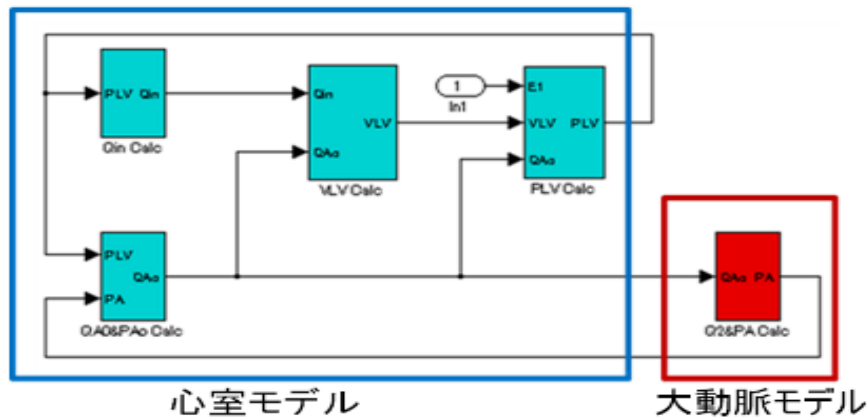 PLV Qin
Qin Calc
Qin
VLV
QAo
VLV Calc
1
In1
E1
VLV PLV
QAo
PLV Calc
PLV
QAo
PA
QAO&PAo Calc
QAo PA
Q2&PA Calc
心室モデル
大動脈モデル